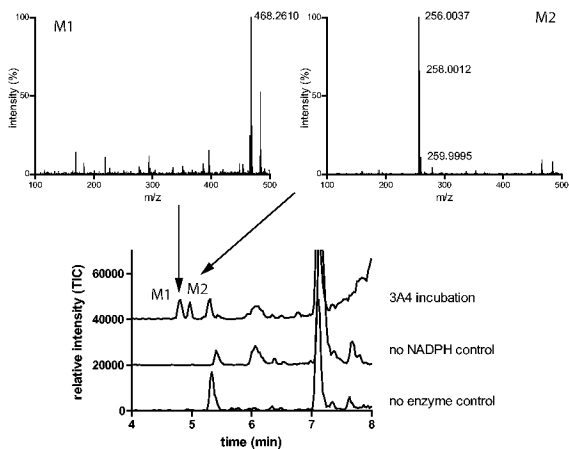 M1
468.2610
intensity (%)
100
50
0
100 200 300 400 500
m/z
M2
256.0037
258.0012
259.9995
intensity (%)
100
50
0
100 200 300 400 500
m/z
M1
M2
relative intensity (TIC)
60000
40000
20000
0
4 5 6 7 8
time (min)
3A4 incubation
no NADPH control
no enzyme control